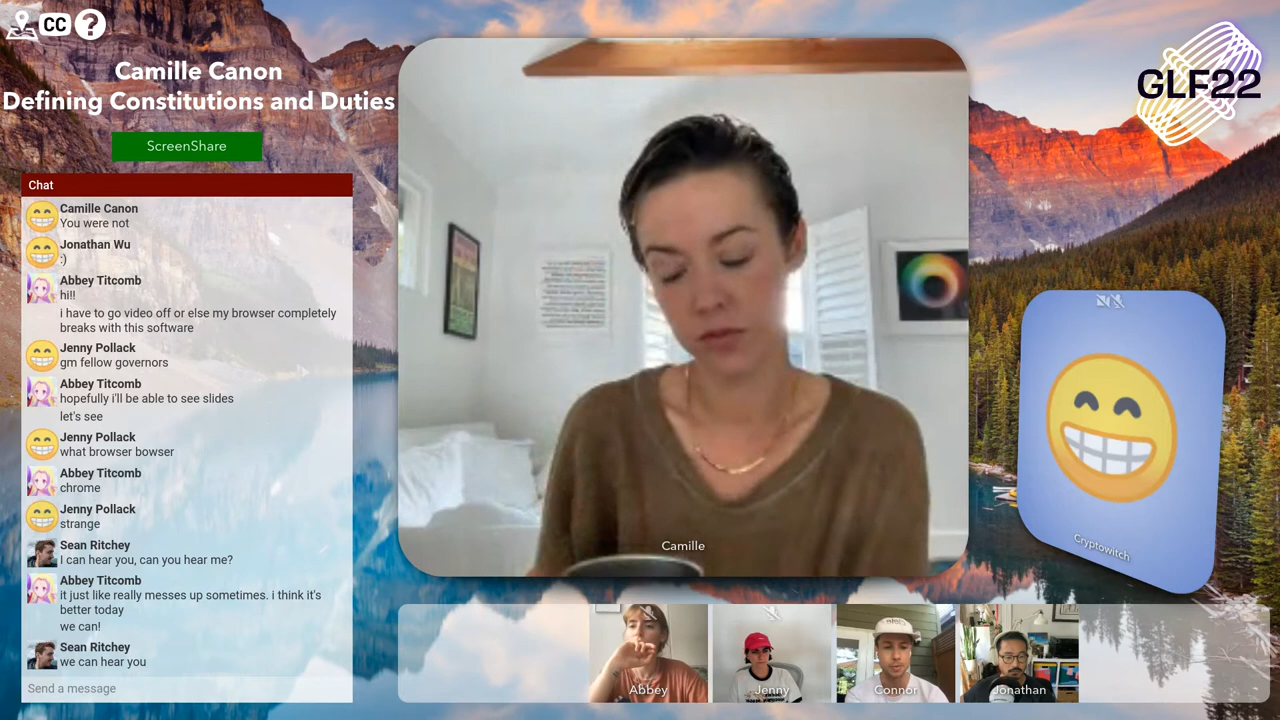 CC
?
Camille Canon
Defining Constitutions and Duties
ScreenShare
Chat
Camille Canon
You were not
Jonathan Wu
:)
Abbey Titcomb
hi!!
i have to go video off or else my browser completely
breaks with this software
Jenny Pollack
gm fellow governors
Abbey Titcomb
hopefully i'll be able to see slides
let's see
Jenny Pollack
what browser bowser
Abbey Titcomb
chrome
Jenny Pollack
strange
Sean Ritchey
I can hear you, can you hear me?
Abbey Titcomb
it just like really messes up sometimes. i think it's
better today
we can!
Sean Ritchey
we can hear you
Send a message
Camille
GLF22
Cryptowitch
Abbey
Jenny
Connor
Jonathan